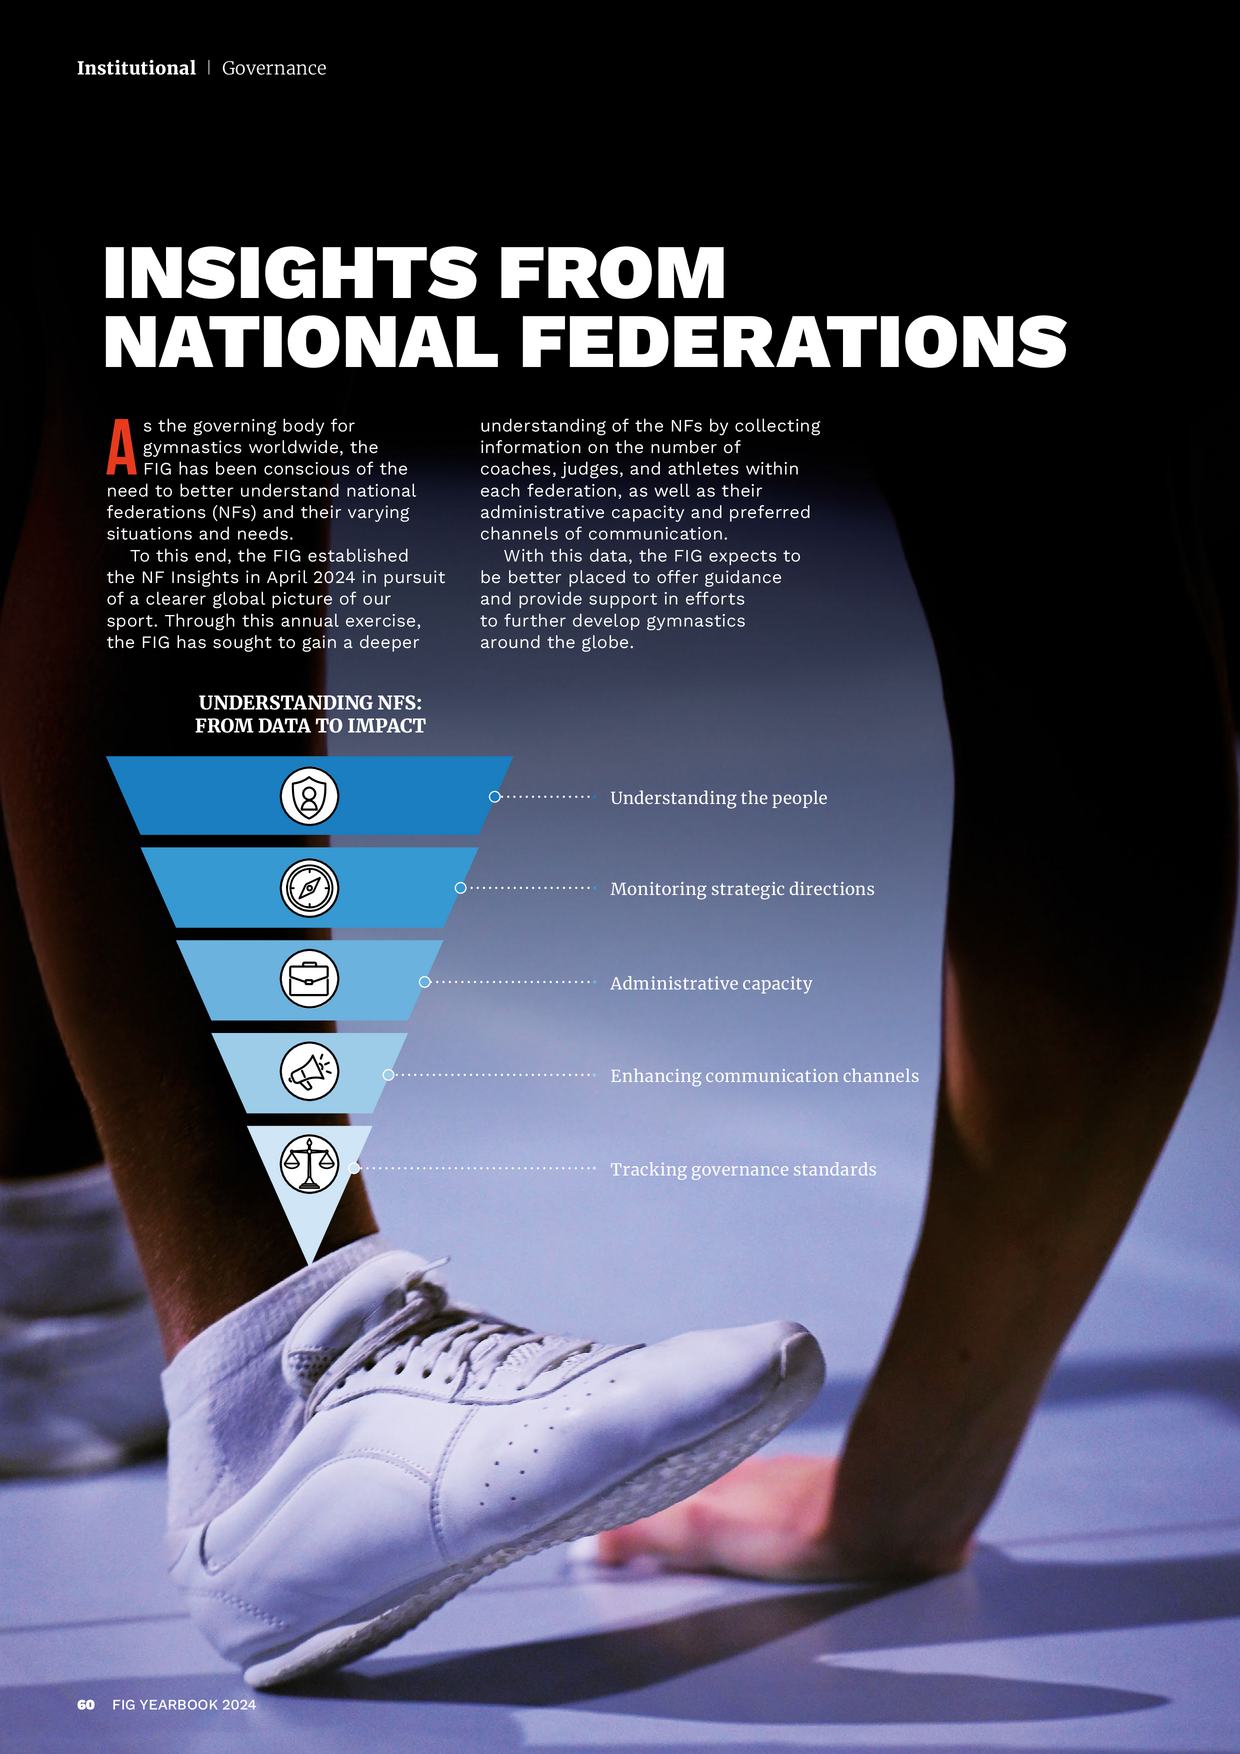 Institutional | Governance
INSIGHTS FROM
NATIONAL FEDERATIONS
As the governing body for
gymnastics worldwide, the
FIG has been conscious of the
need to better understand national
federations (NFs) and their varying
situations and needs.
To this end, the FIG established
the NF Insights in April 2024 in pursuit
of a clearer global picture of our
sport. Through this annual exercise,
the FIG has sought to gain a deeper
understanding of the NFs by collecting
information on the number of
coaches, judges, and athletes within
each federation, as well as their
administrative capacity and preferred
channels of communication.
With this data, the FIG expects to
be better placed to offer guidance
and provide support in efforts
to further develop gymnastics
around the globe.
UNDERSTANDING NFS:
FROM DATA TO IMPACT
Understanding the people
Monitoring strategic directions
Administrative capacity
Enhancing communication channels
Tracking governance standards
60 FIG YEARBOOK 2024